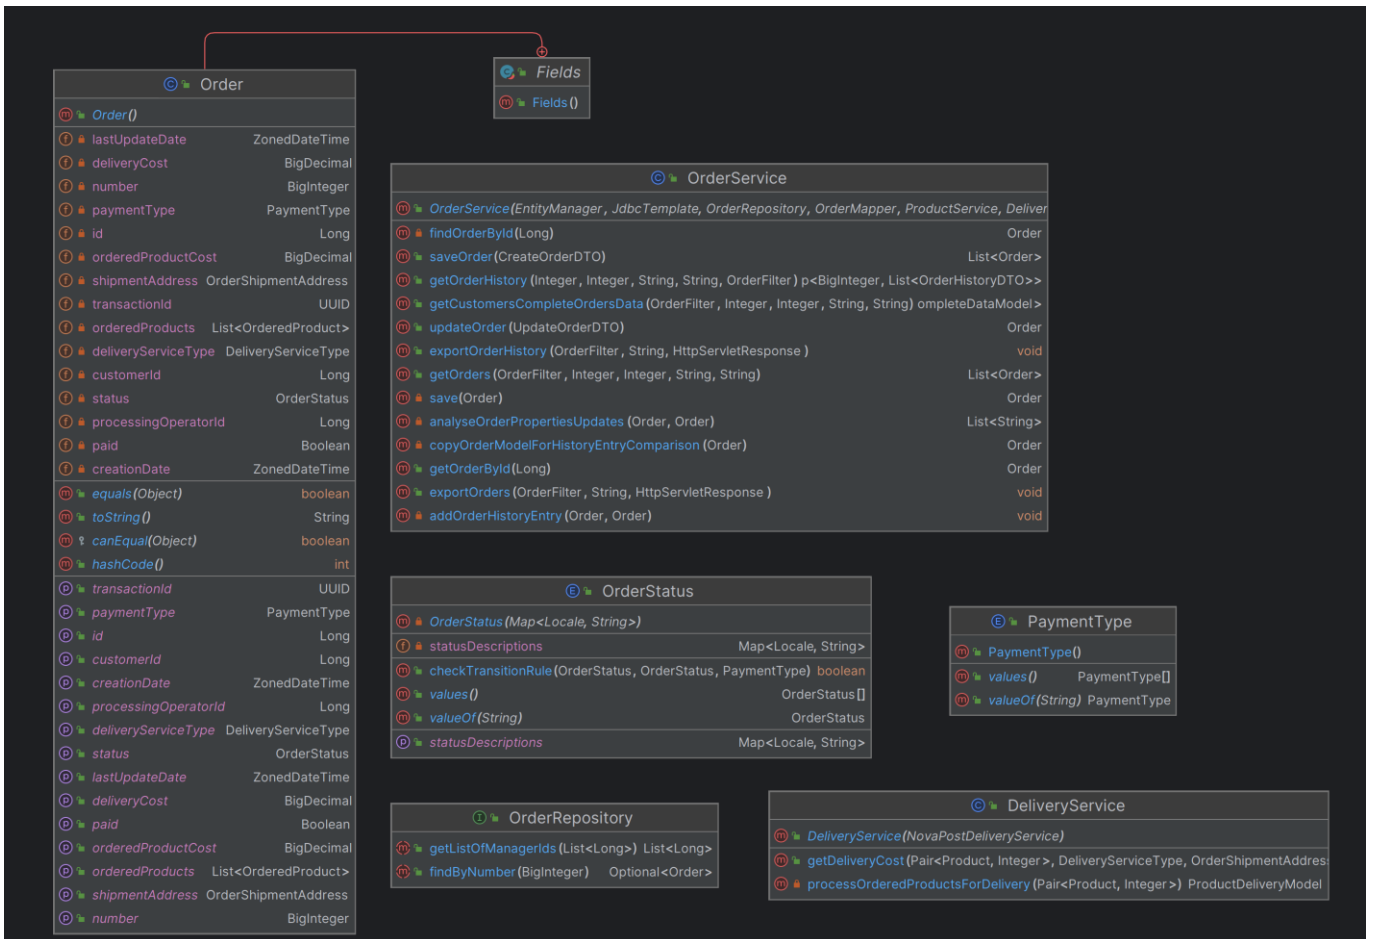 Order
Order()
lastUpdateDate ZonedDateTime
deliveryCost BigDecimal
number BigInteger
paymentType PaymentType
id Long
orderedProductCost BigDecimal
shipmentAddress OrderShipmentAddress
transactionId UUID
orderedProducts List<OrderedProduct>
deliveryServiceType DeliveryServiceType
customerId Long
status OrderStatus
processingOperatorId Long
paid Boolean
creationDate ZonedDateTime
equals(Object) boolean
toString() String
canEqual(Object) boolean
hashCode() int
transactionId UUID
paymentType PaymentType
id Long
customerId Long
creationDate ZonedDateTime
processingOperatorId Long
deliveryServiceType DeliveryServiceType
status OrderStatus
lastUpdateDate ZonedDateTime
deliveryCost BigDecimal
paid Boolean
orderedProductCost BigDecimal
orderedProducts List<OrderedProduct>
shipmentAddress OrderShipmentAddress
number BigInteger
Fields
Fields()
OrderService
OrderService(EntityManager, JdbcTemplate, OrderRepository, OrderMapper, ProductService, Deliver
findOrderById(Long) Order
saveOrder(CreateOrderDTO) List<Order>
getOrderHistory(Integer, Integer, String, String, OrderFilter) p<BigInteger, List<OrderHistoryDTO>>
getCustomersCompleteOrdersData(OrderFilter, Integer, Integer, String, String) ompleteDataModel>
updateOrder(UpdateOrderDTO) Order
exportOrderHistory(OrderFilter, String, HttpServletResponse) void
getOrders(OrderFilter, Integer, Integer, String, String) List<Order>
save(Order) Order
analyseOrderPropertiesUpdates(Order, Order) List<String>
copyOrderModelForHistoryEntryComparison(Order) Order
getOrderById(Long) Order
exportOrders(OrderFilter, String, HttpServletResponse) void
addOrderHistoryEntry(Order, Order) void
OrderStatus
OrderStatus(Map<Locale, String>)
statusDescriptions Map<Locale, String>
checkTransitionRule(OrderStatus, OrderStatus, PaymentType) boolean
values() OrderStatus[]
valueOf(String) OrderStatus
statusDescriptions Map<Locale, String>
PaymentType
PaymentType()
values() PaymentType[]
valueOf(String) PaymentType
OrderRepository
getListOfManagerIds(List<Long>) List<Long>
findByNumber(BigInteger) Optional<Order>
DeliveryService
DeliveryService(NovaPostDeliveryService)
getDeliveryCost(Pair<Product, Integer>, DeliveryServiceType, OrderShipmentAddres
processOrderedProductsForDelivery(Pair<Product, Integer>) ProductDeliveryModel